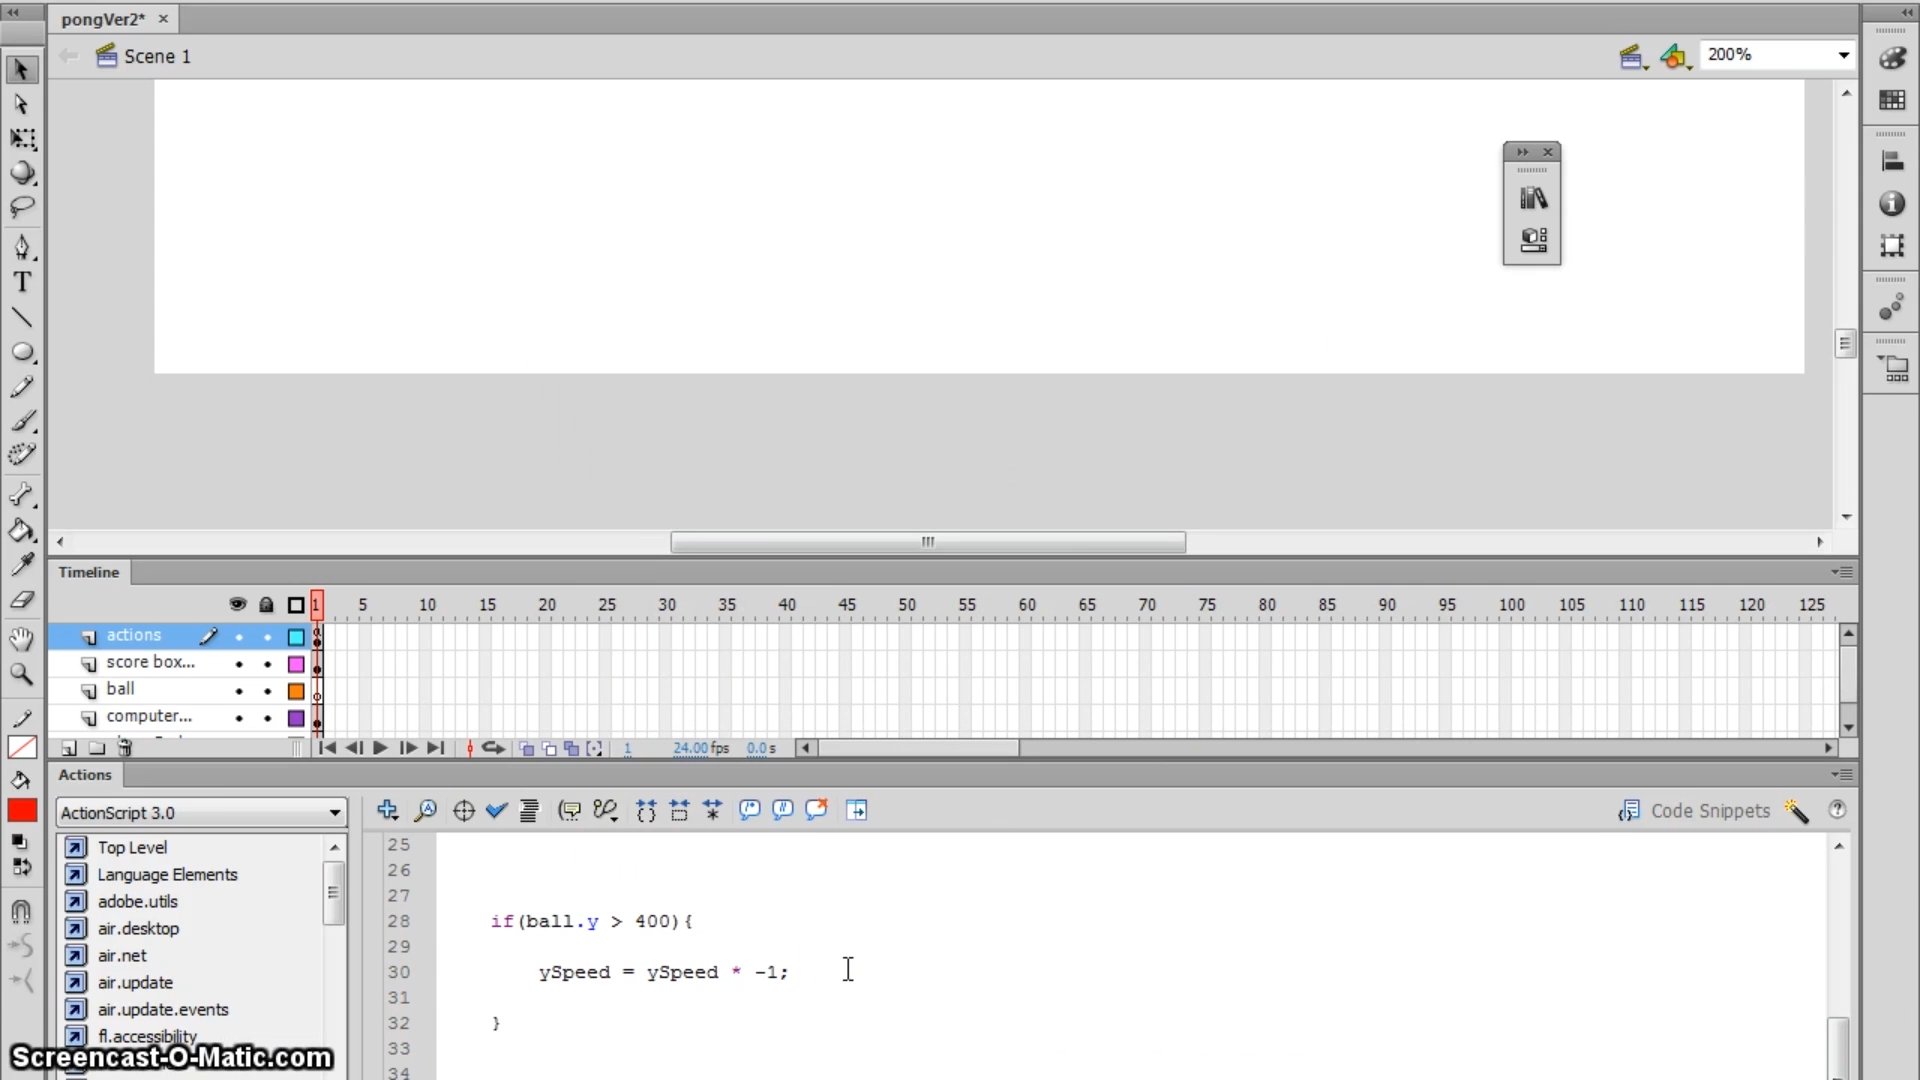 pongVer2*
Scene 1
200%
Timeline
1 5 10 15 20 25 30 35 40 45 50 55 60 65 70 75 80 85 90 95 100 105 110 115 120 125
actions
score box...
ball
computer...
1 24.00 fps 0.0 s
Actions
ActionScript 3.0
Code Snippets
Top Level
Language Elements
adobe.utils
air.desktop
air.net
air.update
air.update.events
fl.accessibility
25
26
27
28 if(ball.y > 400){
29
30 ySpeed = ySpeed * -1;
31
32 }
33
34
Screencast-O-Matic.com